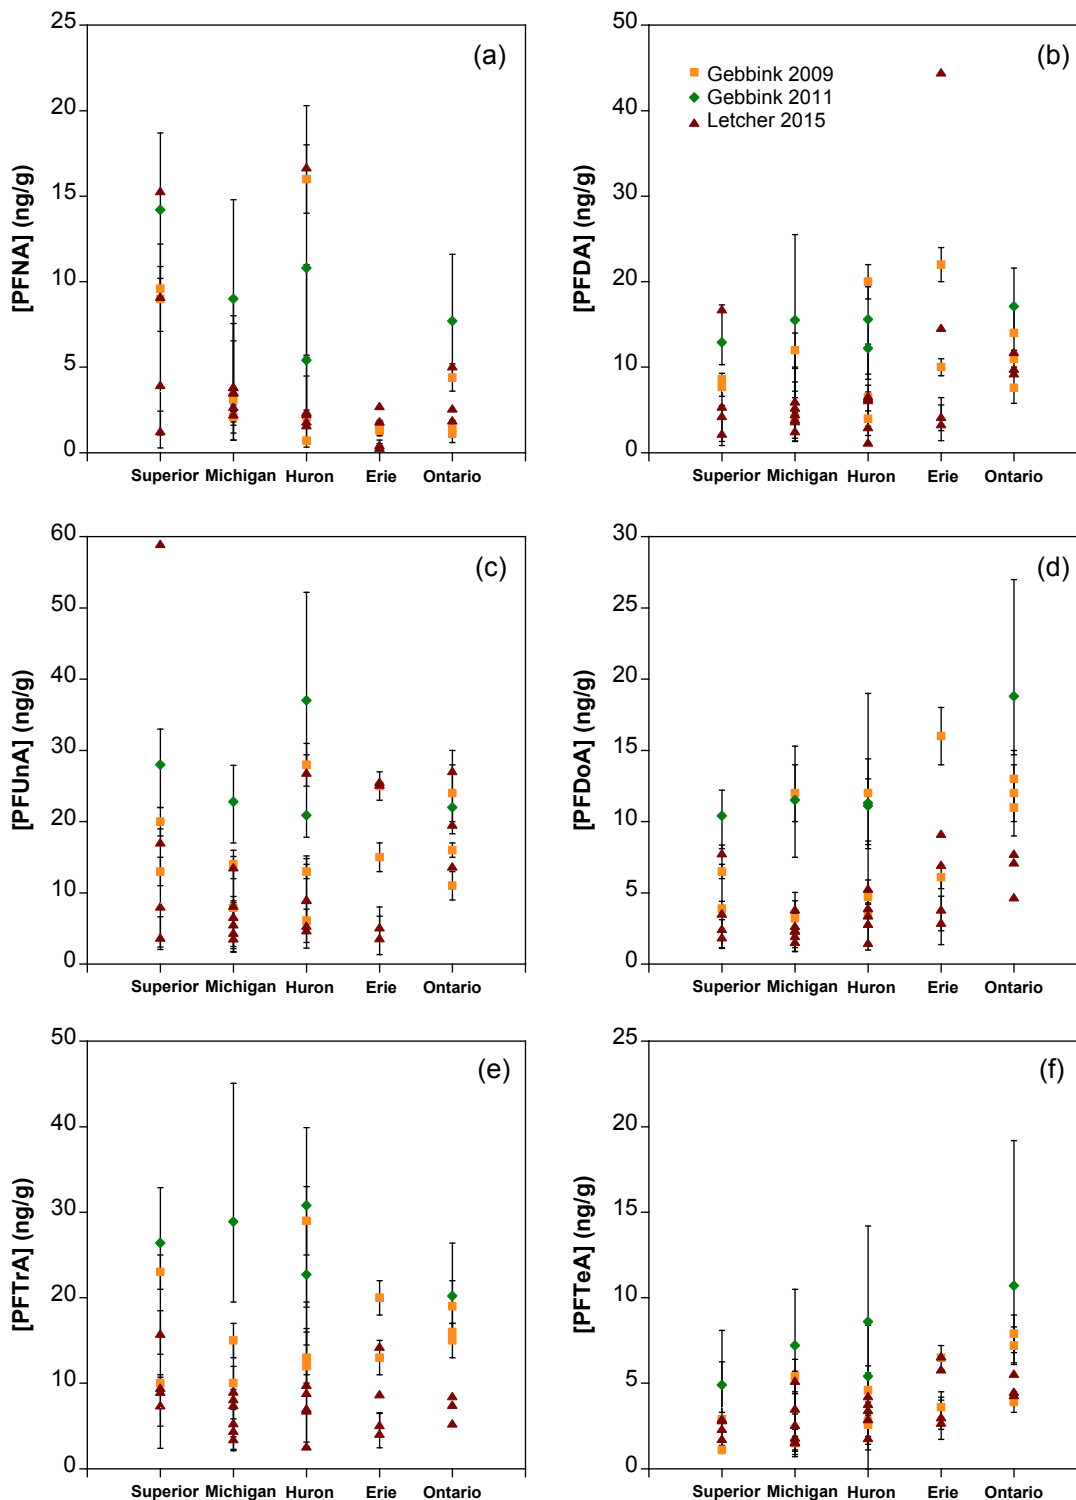 (a)
[PFNA] (ng/g)
25
20
15
10
5
0
Superior Michigan Huron Erie Ontario
(b)
[PFDA] (ng/g)
50
40
30
20
10
0
Gebbink 2009
Gebbink 2011
Letcher 2015
Superior Michigan Huron Erie Ontario
(c)
[PFUnA] (ng/g)
60
50
40
30
20
10
0
Superior Michigan Huron Erie Ontario
(d)
[PFDoA] (ng/g)
30
25
20
15
10
5
0
Superior Michigan Huron Erie Ontario
(e)
[PFTrA] (ng/g)
50
40
30
20
10
0
Superior Michigan Huron Erie Ontario
(f)
[PFTeA] (ng/g)
25
20
15
10
5
0
Superior Michigan Huron Erie Ontario